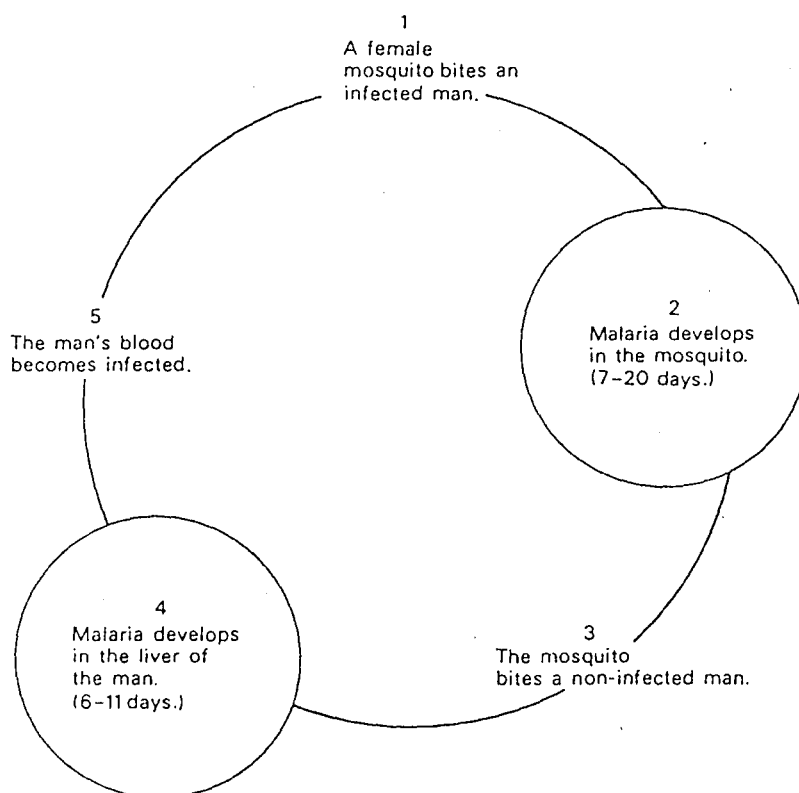 1
A female
mosquito bites an
infected man.
2
Malaria develops
in the mosquito.
(7-20 days.)
3
The mosquito
bites a non-infected man.
4
Malaria develops
in the liver of
the man.
(6-11 days.)
5
The man's blood
becomes infected.